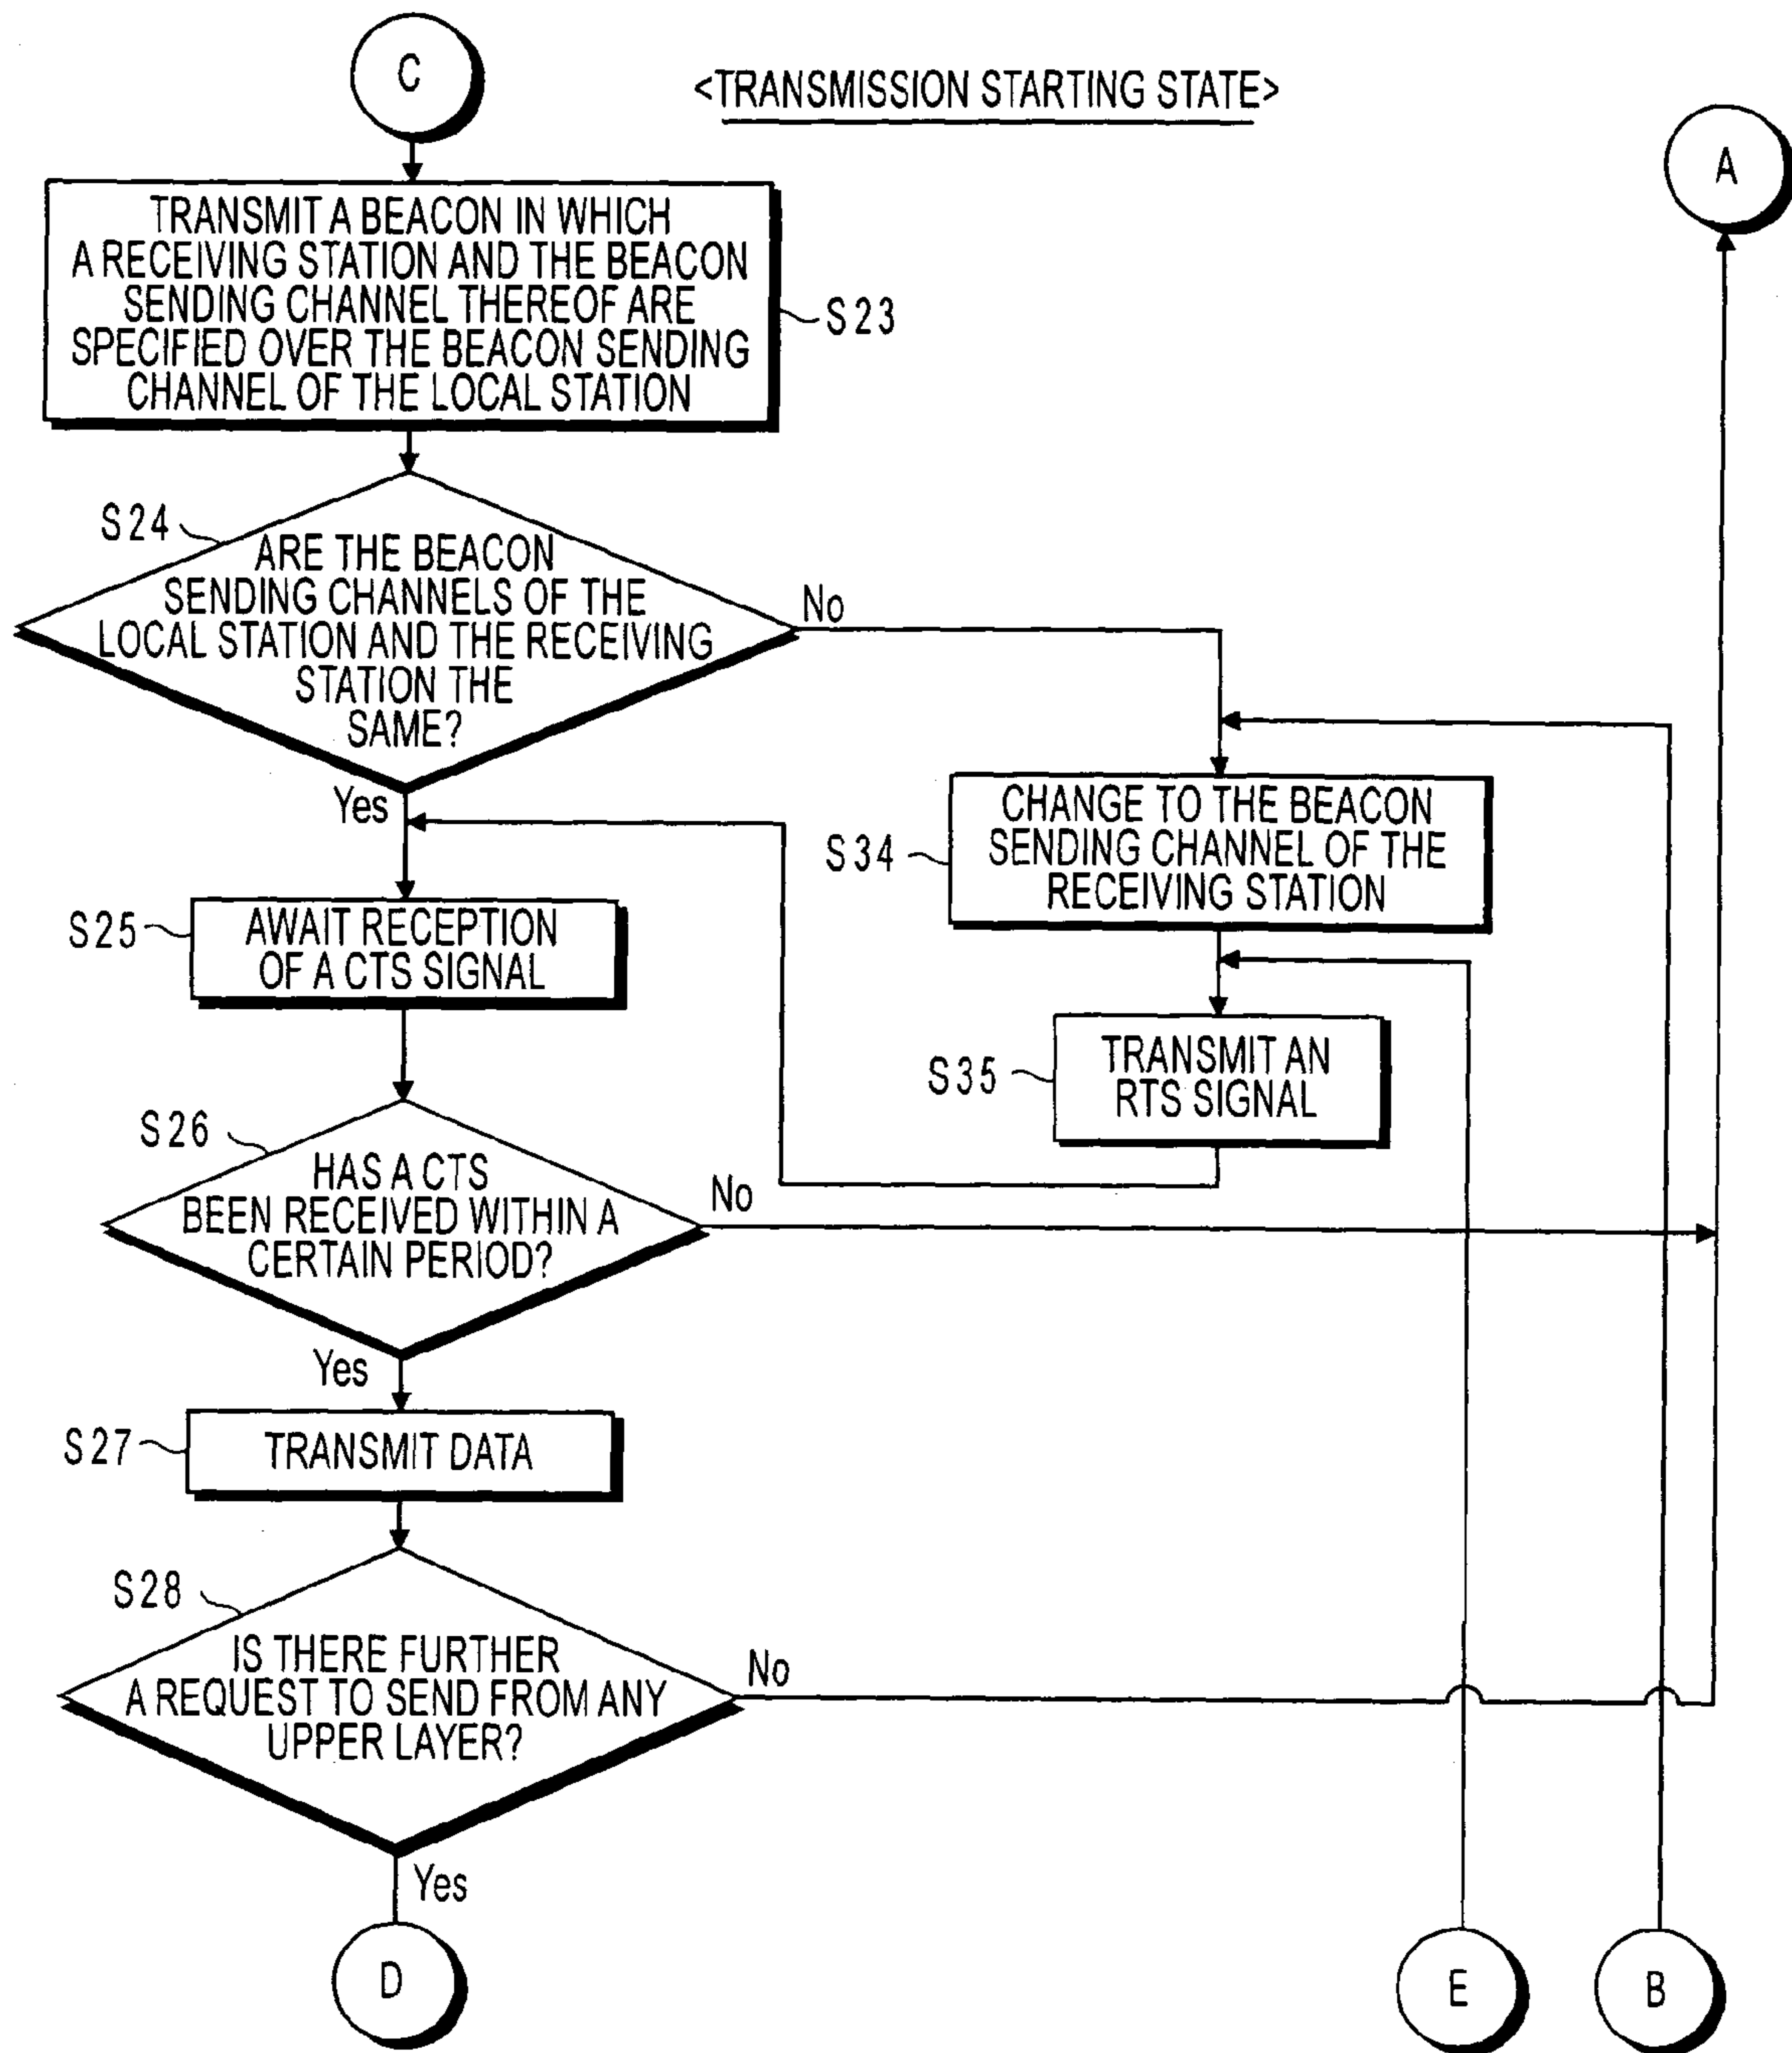 C
<TRANSMISSION STARTING STATE>
A
TRANSMIT A BEACON IN WHICH
A RECEIVING STATION AND THE BEACON
SENDING CHANNEL THEREOF ARE
SPECIFIED OVER THE BEACON SENDING
CHANNEL OF THE LOCAL STATION
S23
S24
ARE THE BEACON
SENDING CHANNELS OF THE
LOCAL STATION AND THE RECEIVING
STATION THE
SAME?
No
Yes
S34
CHANGE TO THE BEACON
SENDING CHANNEL OF THE
RECEIVING STATION
S25
AWAIT RECEPTION
OF A CTS SIGNAL
S35
TRANSMIT AN
RTS SIGNAL
S26
HAS A CTS
BEEN RECEIVED WITHIN A
CERTAIN PERIOD?
No
Yes
S27
TRANSMIT DATA
S28
IS THERE FURTHER
A REQUEST TO SEND FROM ANY
UPPER LAYER?
No
Yes
D
E
B